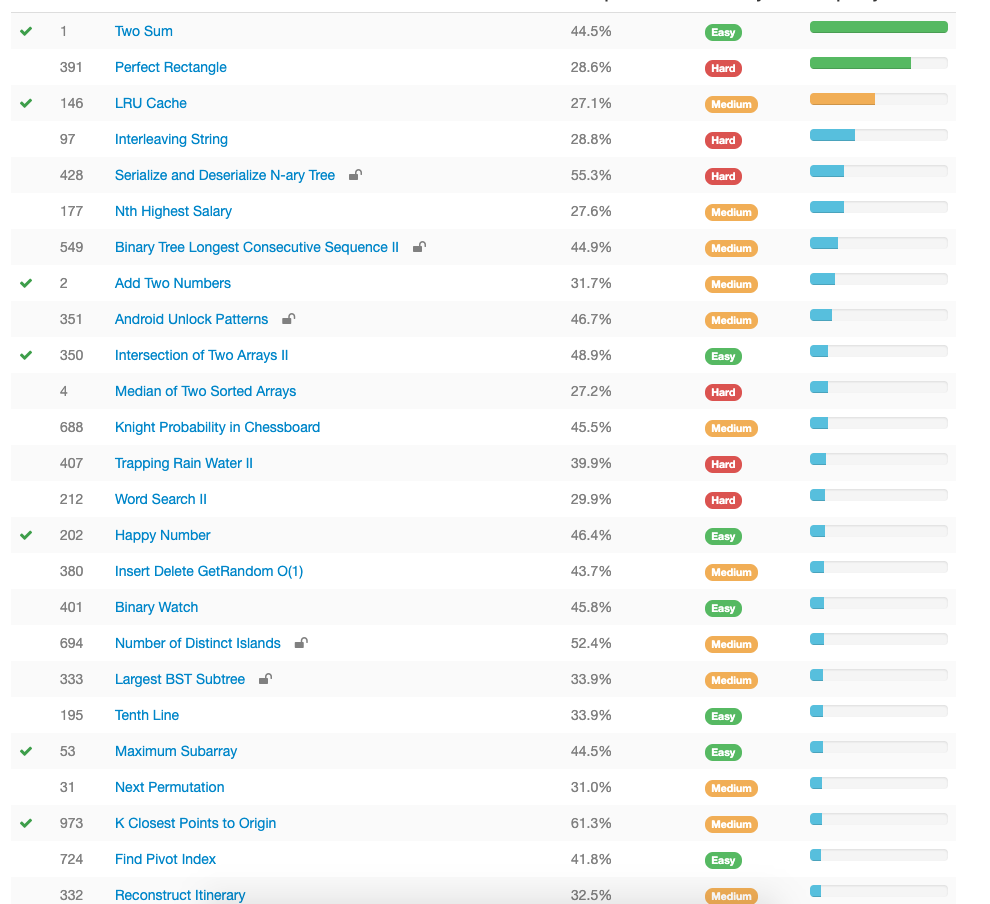 1 Two Sum 44.5% Easy
391 Perfect Rectangle 28.6% Hard
146 LRU Cache 27.1% Medium
97 Interleaving String 28.8% Hard
428 Serialize and Deserialize N-ary Tree 55.3% Hard
177 Nth Highest Salary 27.6% Medium
549 Binary Tree Longest Consecutive Sequence II 44.9% Medium
2 Add Two Numbers 31.7% Medium
351 Android Unlock Patterns 46.7% Medium
350 Intersection of Two Arrays II 48.9% Easy
4 Median of Two Sorted Arrays 27.2% Hard
688 Knight Probability in Chessboard 45.5% Medium
407 Trapping Rain Water II 39.9% Hard
212 Word Search II 29.9% Hard
202 Happy Number 46.4% Easy
380 Insert Delete GetRandom O(1) 43.7% Medium
401 Binary Watch 45.8% Easy
694 Number of Distinct Islands 52.4% Medium
333 Largest BST Subtree 33.9% Medium
195 Tenth Line 33.9% Easy
53 Maximum Subarray 44.5% Easy
31 Next Permutation 31.0% Medium
973 K Closest Points to Origin 61.3% Medium
724 Find Pivot Index 41.8% Easy
332 Reconstruct Itinerary 32.5% Medium